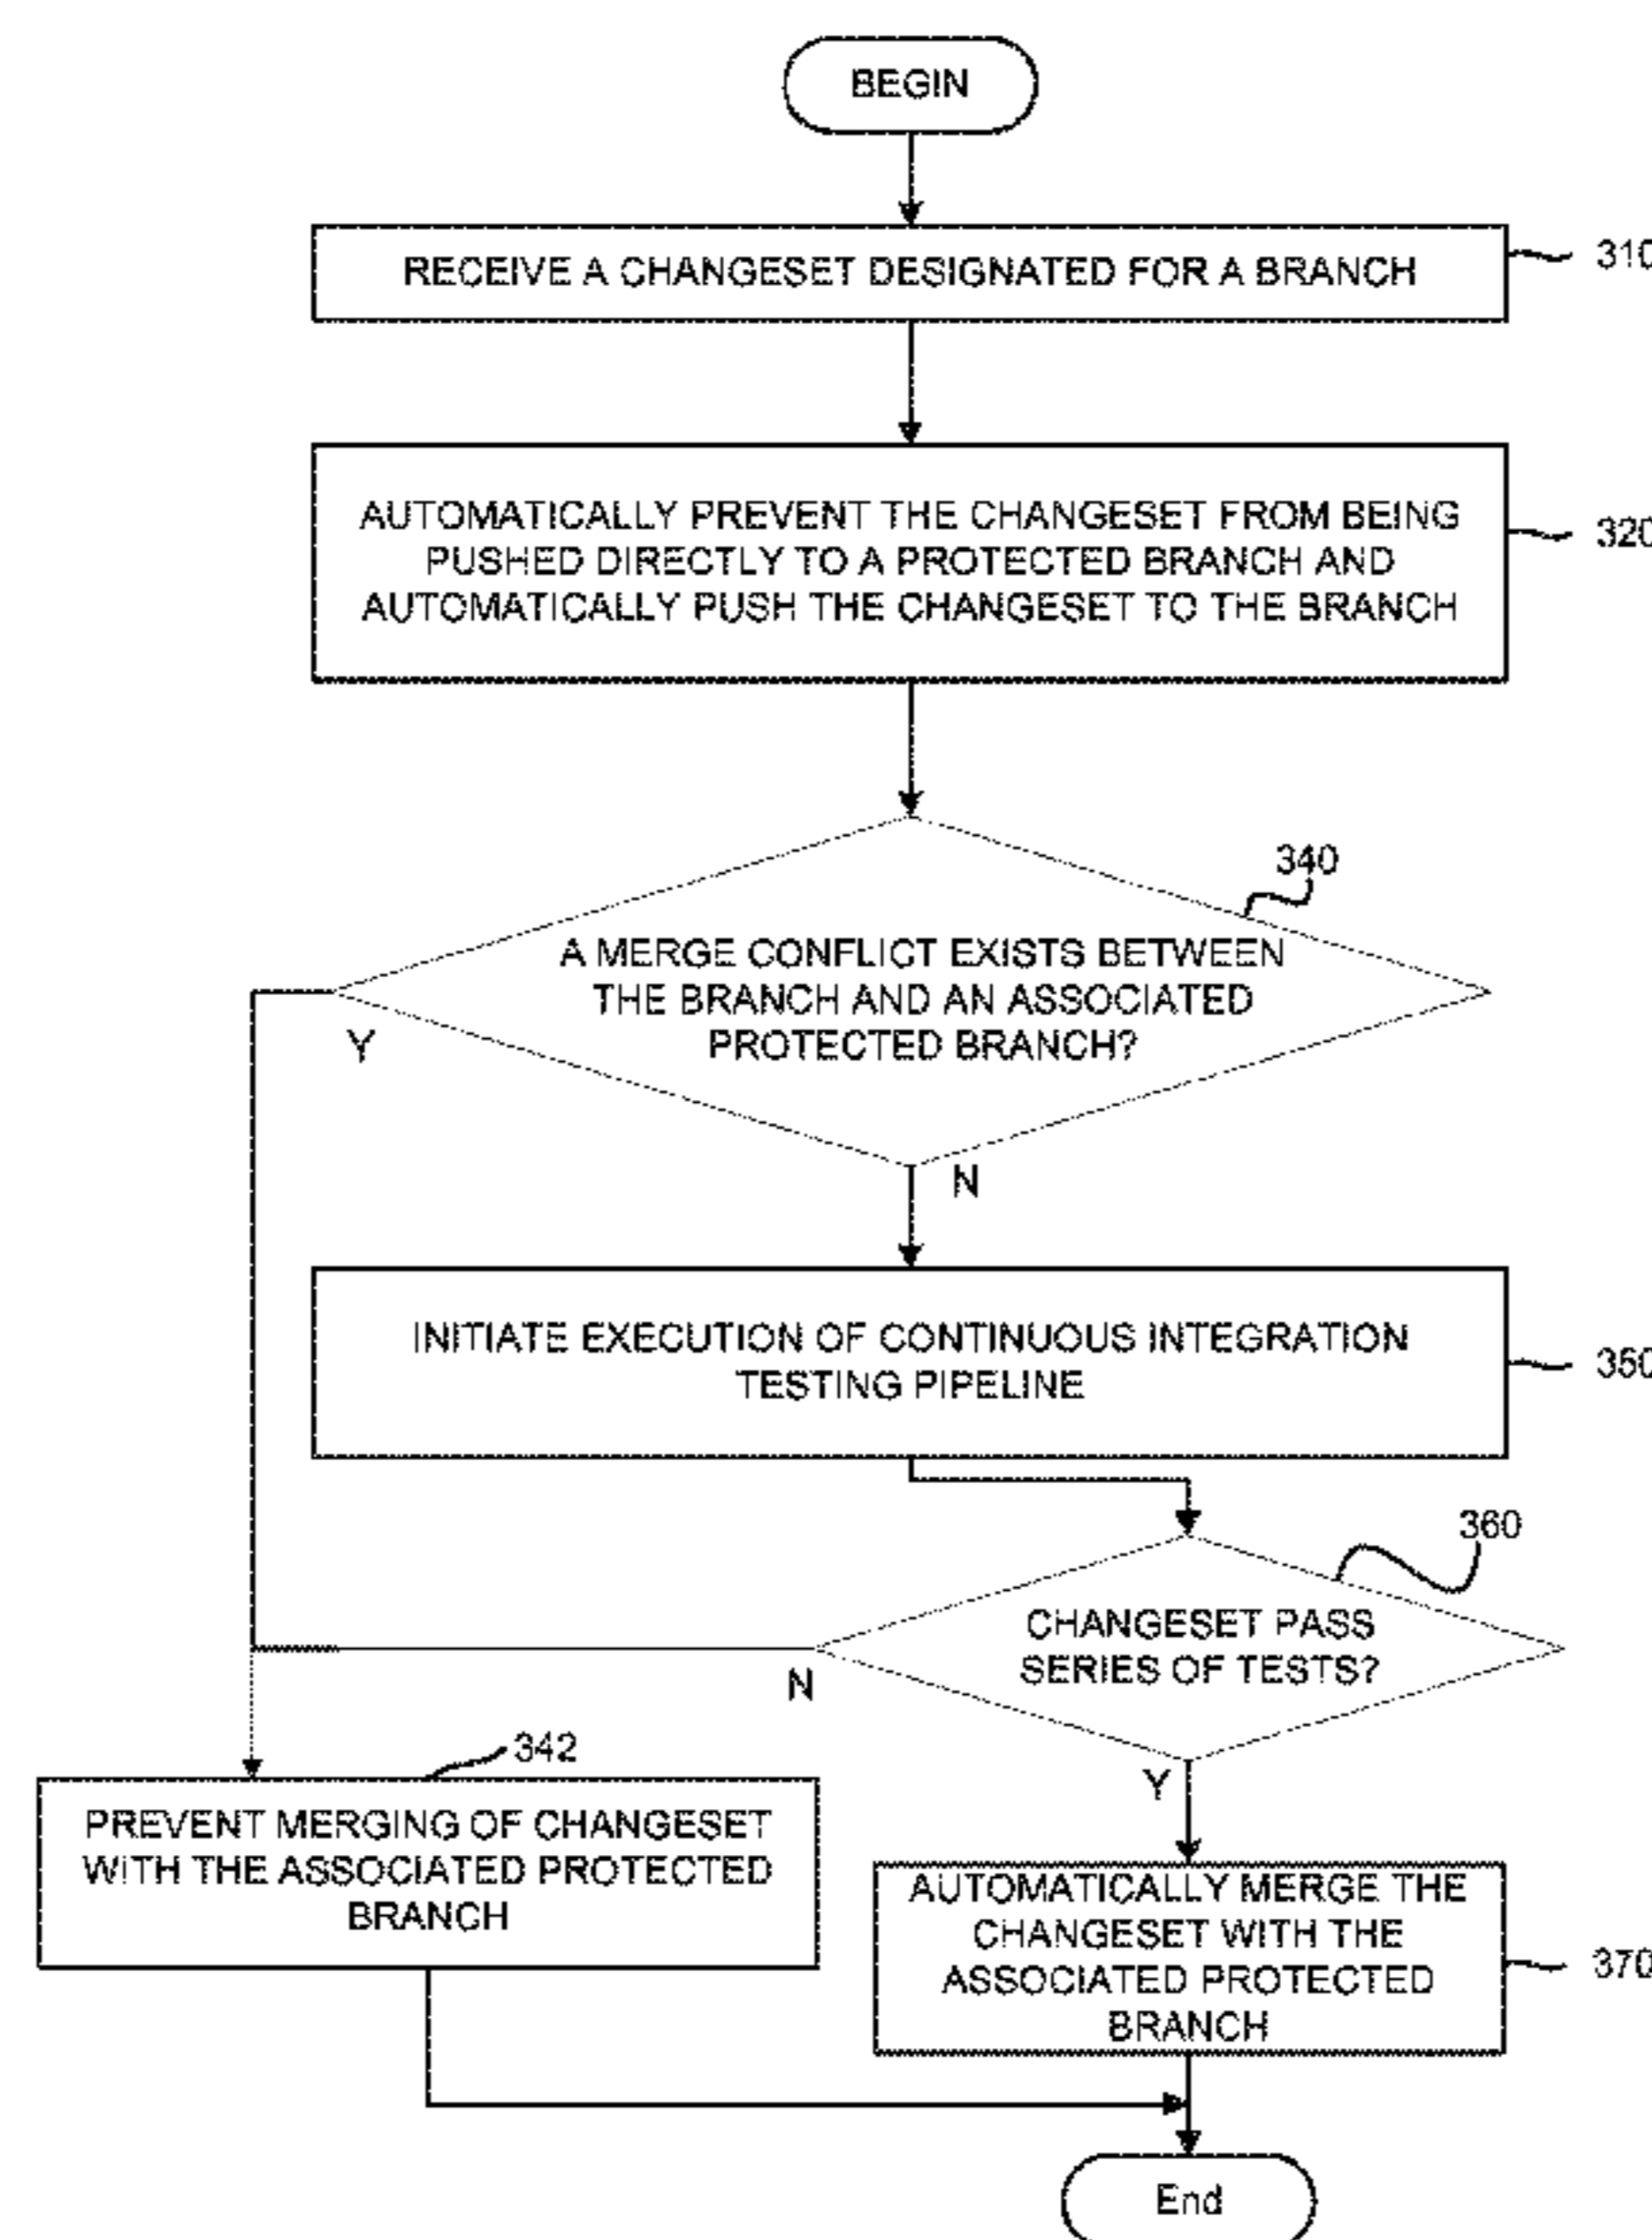 BEGIN
RECEIVE A CHANGESET DESIGNATED FOR A BRANCH
310
AUTOMATICALLY PREVENT THE CHANGESET FROM BEING
PUSHED DIRECTLY TO A PROTECTED BRANCH AND
AUTOMATICALLY PUSH THE CHANGESET TO THE BRANCH
320
340
A MERGE CONFLICT EXISTS BETWEEN
THE BRANCH AND AN ASSOCIATED
PROTECTED BRANCH?
Y
N
INITIATE EXECUTION OF CONTINUOUS INTEGRATION
TESTING PIPELINE
350
360
CHANGESET PASS
SERIES OF TESTS?
N
Y
342
PREVENT MERGING OF CHANGESET
WITH THE ASSOCIATED PROTECTED
BRANCH
AUTOMATICALLY MERGE THE
CHANGESET WITH THE
ASSOCIATED PROTECTED
BRANCH
370
End